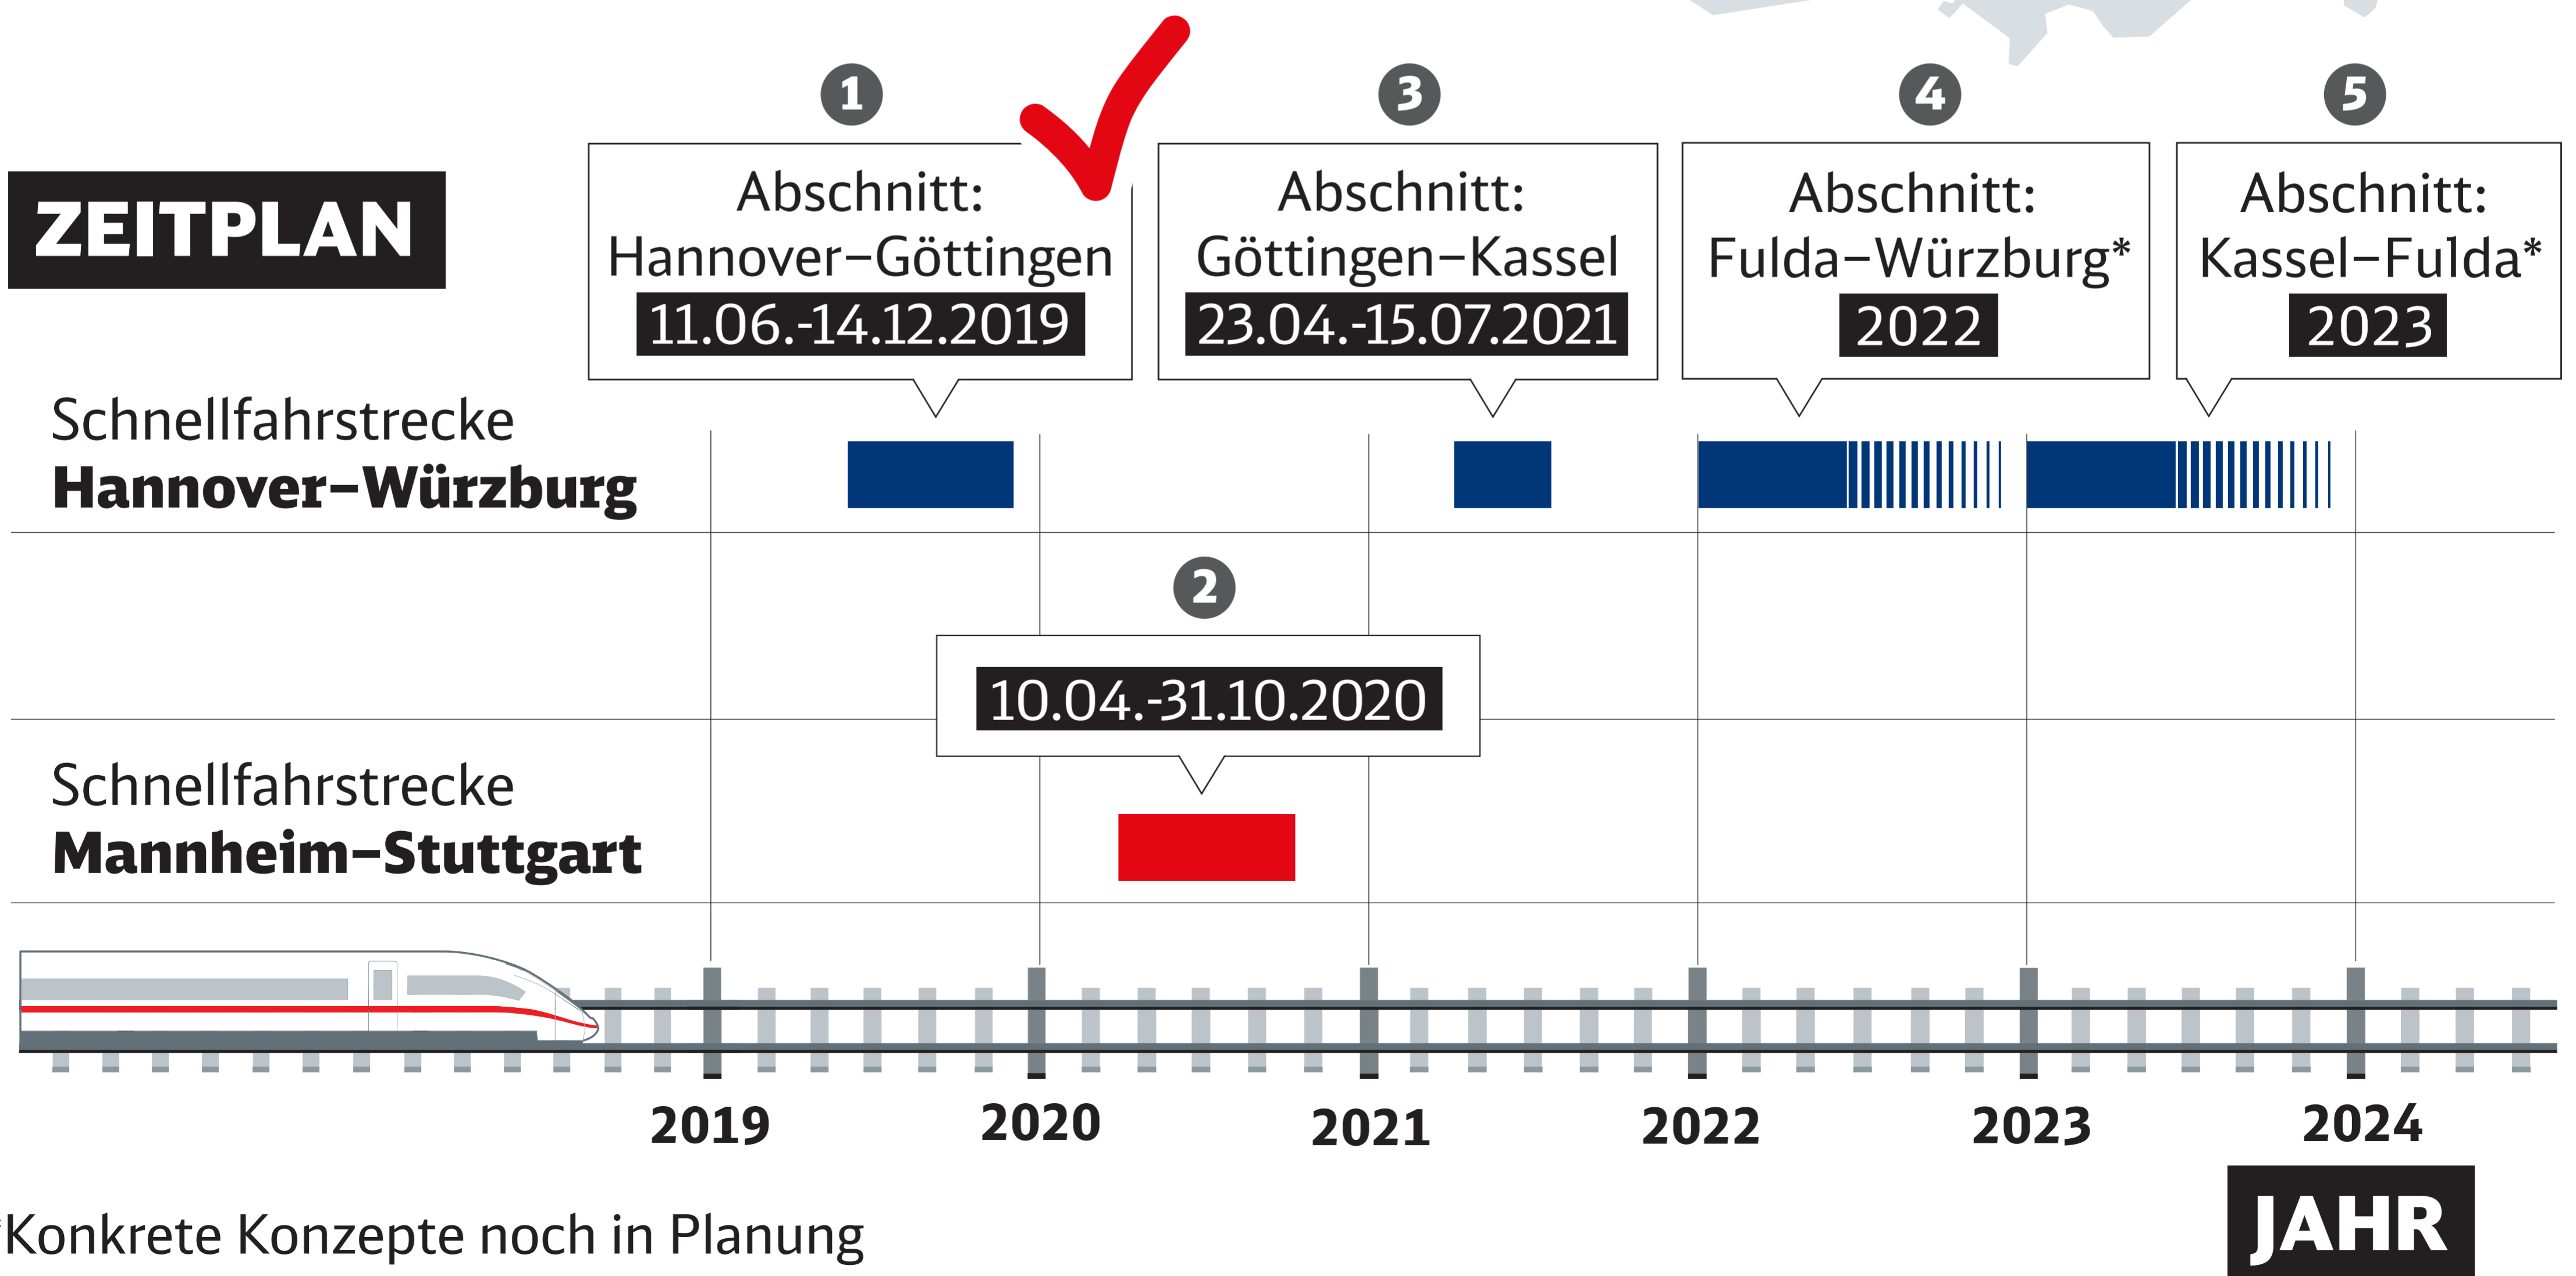 ZEITPLAN
1
Abschnitt:
Hannover–Göttingen
11.06.-14.12.2019
3
Abschnitt:
Göttingen–Kassel
23.04.-15.07.2021
4
Abschnitt:
Fulda–Würzburg*
2022
5
Abschnitt:
Kassel–Fulda*
2023
Schnellfahrstrecke
Hannover–Würzburg
2
10.04.-31.10.2020
Schnellfahrstrecke
Mannheim–Stuttgart
2019
2020
2021
2022
2023
2024
JAHR
*Konkrete Konzepte noch in Planung